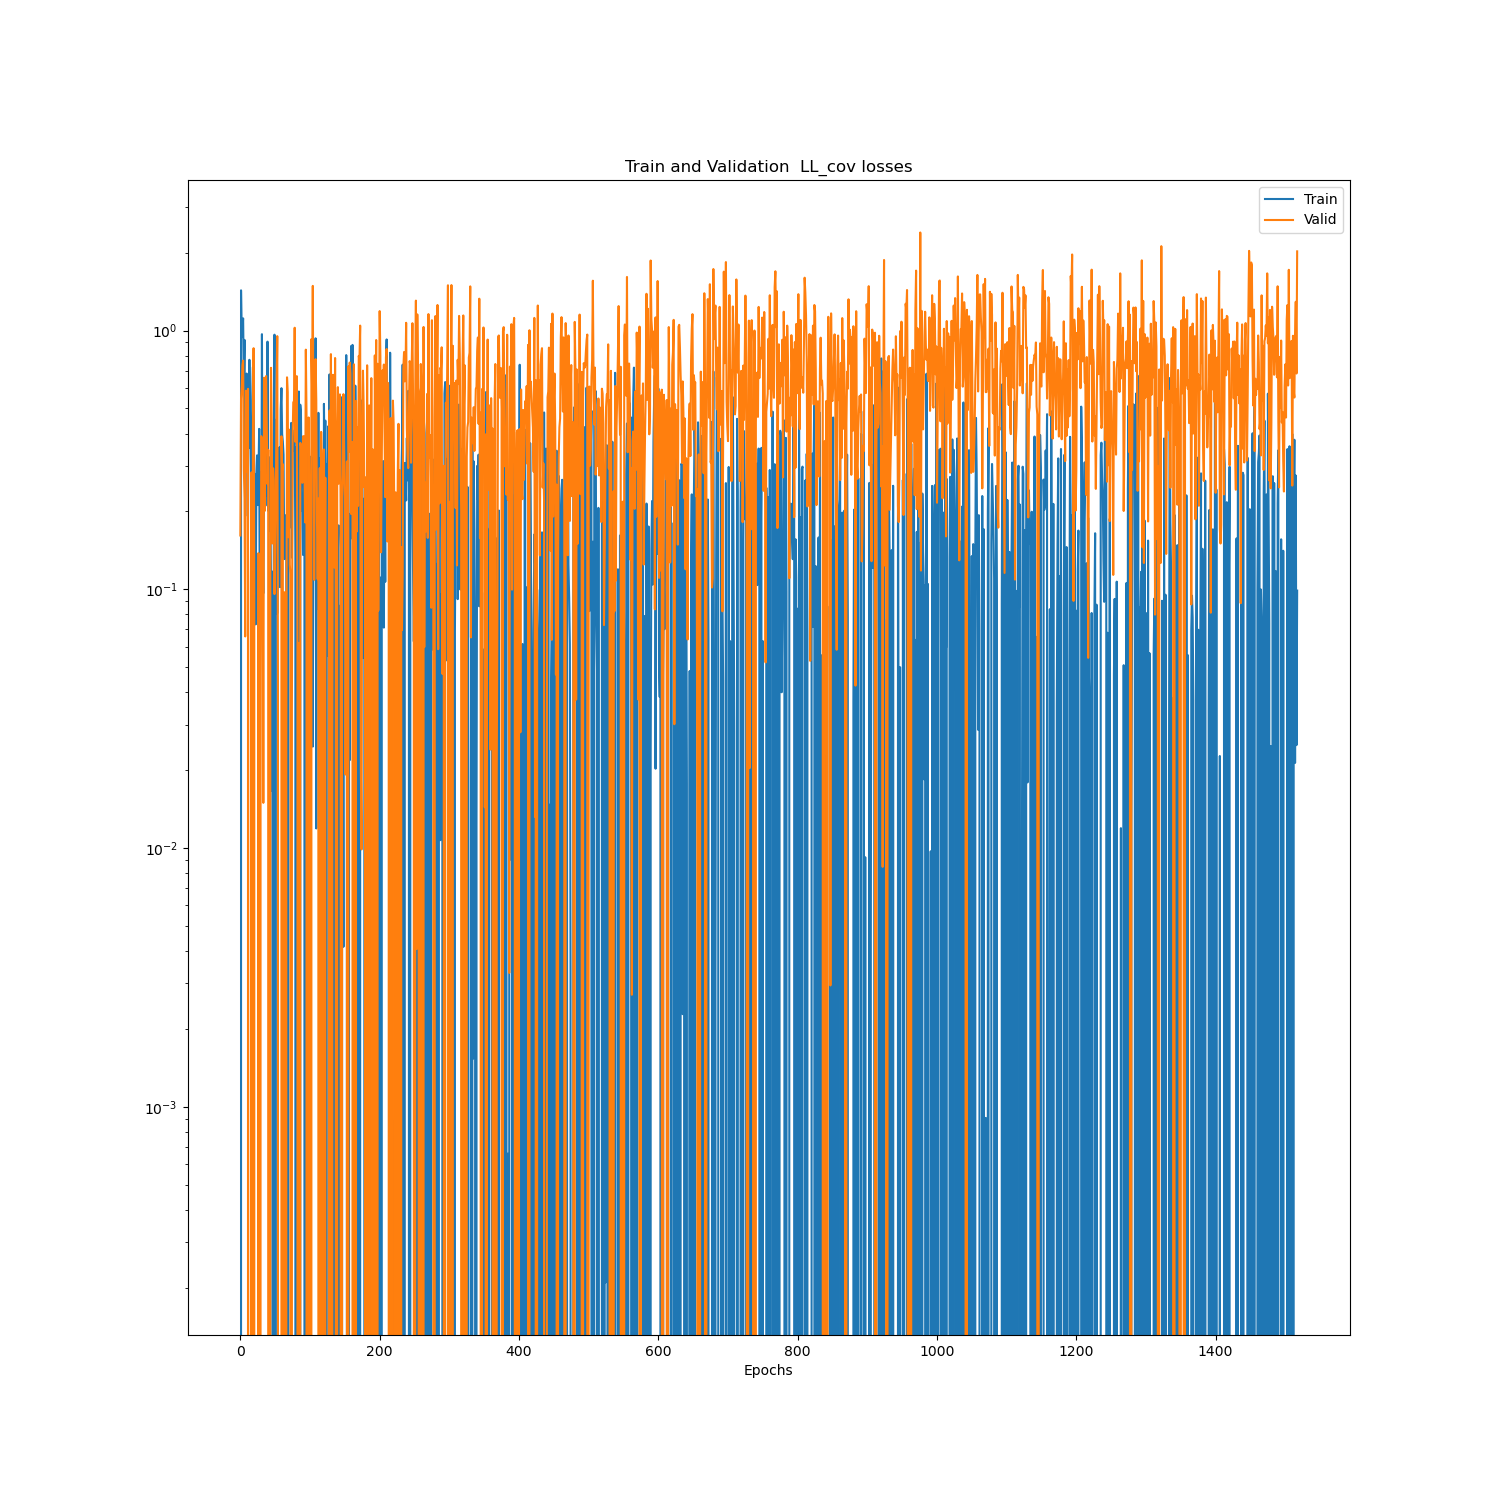 Train and Validation  LL_cov losses
Train
Valid
10⁰
10⁻¹
10⁻²
10⁻³
0 200 400 600 800 1000 1200 1400
Epochs